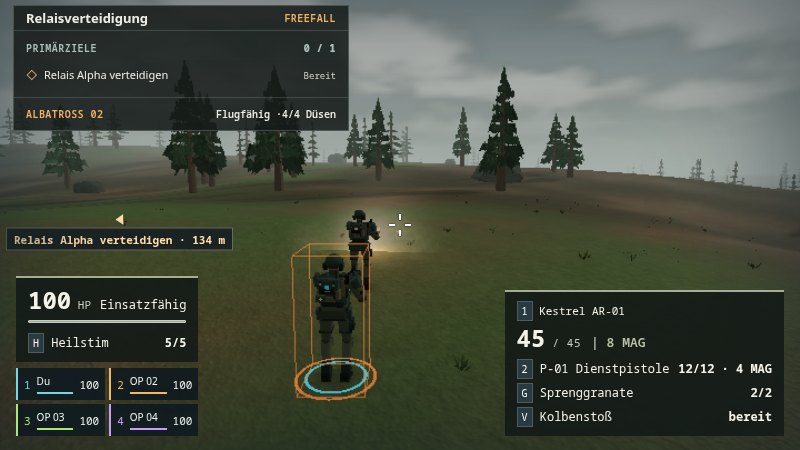 Relaisverteidigung FREEFALL
PRIMÄRZIELE 0 / 1
Relais Alpha verteidigen Bereit
ALBATROSS 02 Flugfähig ·4/4 Düsen
Relais Alpha verteidigen · 134 m
100 HP Einsatzfähig
H Heilstim 5/5
1 Du 100 2 OP 02 100
3 OP 03 100 4 OP 04 100
1 Kestrel AR-01
45 / 45 | 8 MAG
2 P-01 Dienstpistole 12/12 · 4 MAG
G Sprenggranate 2/2
V Kolbenstoß bereit